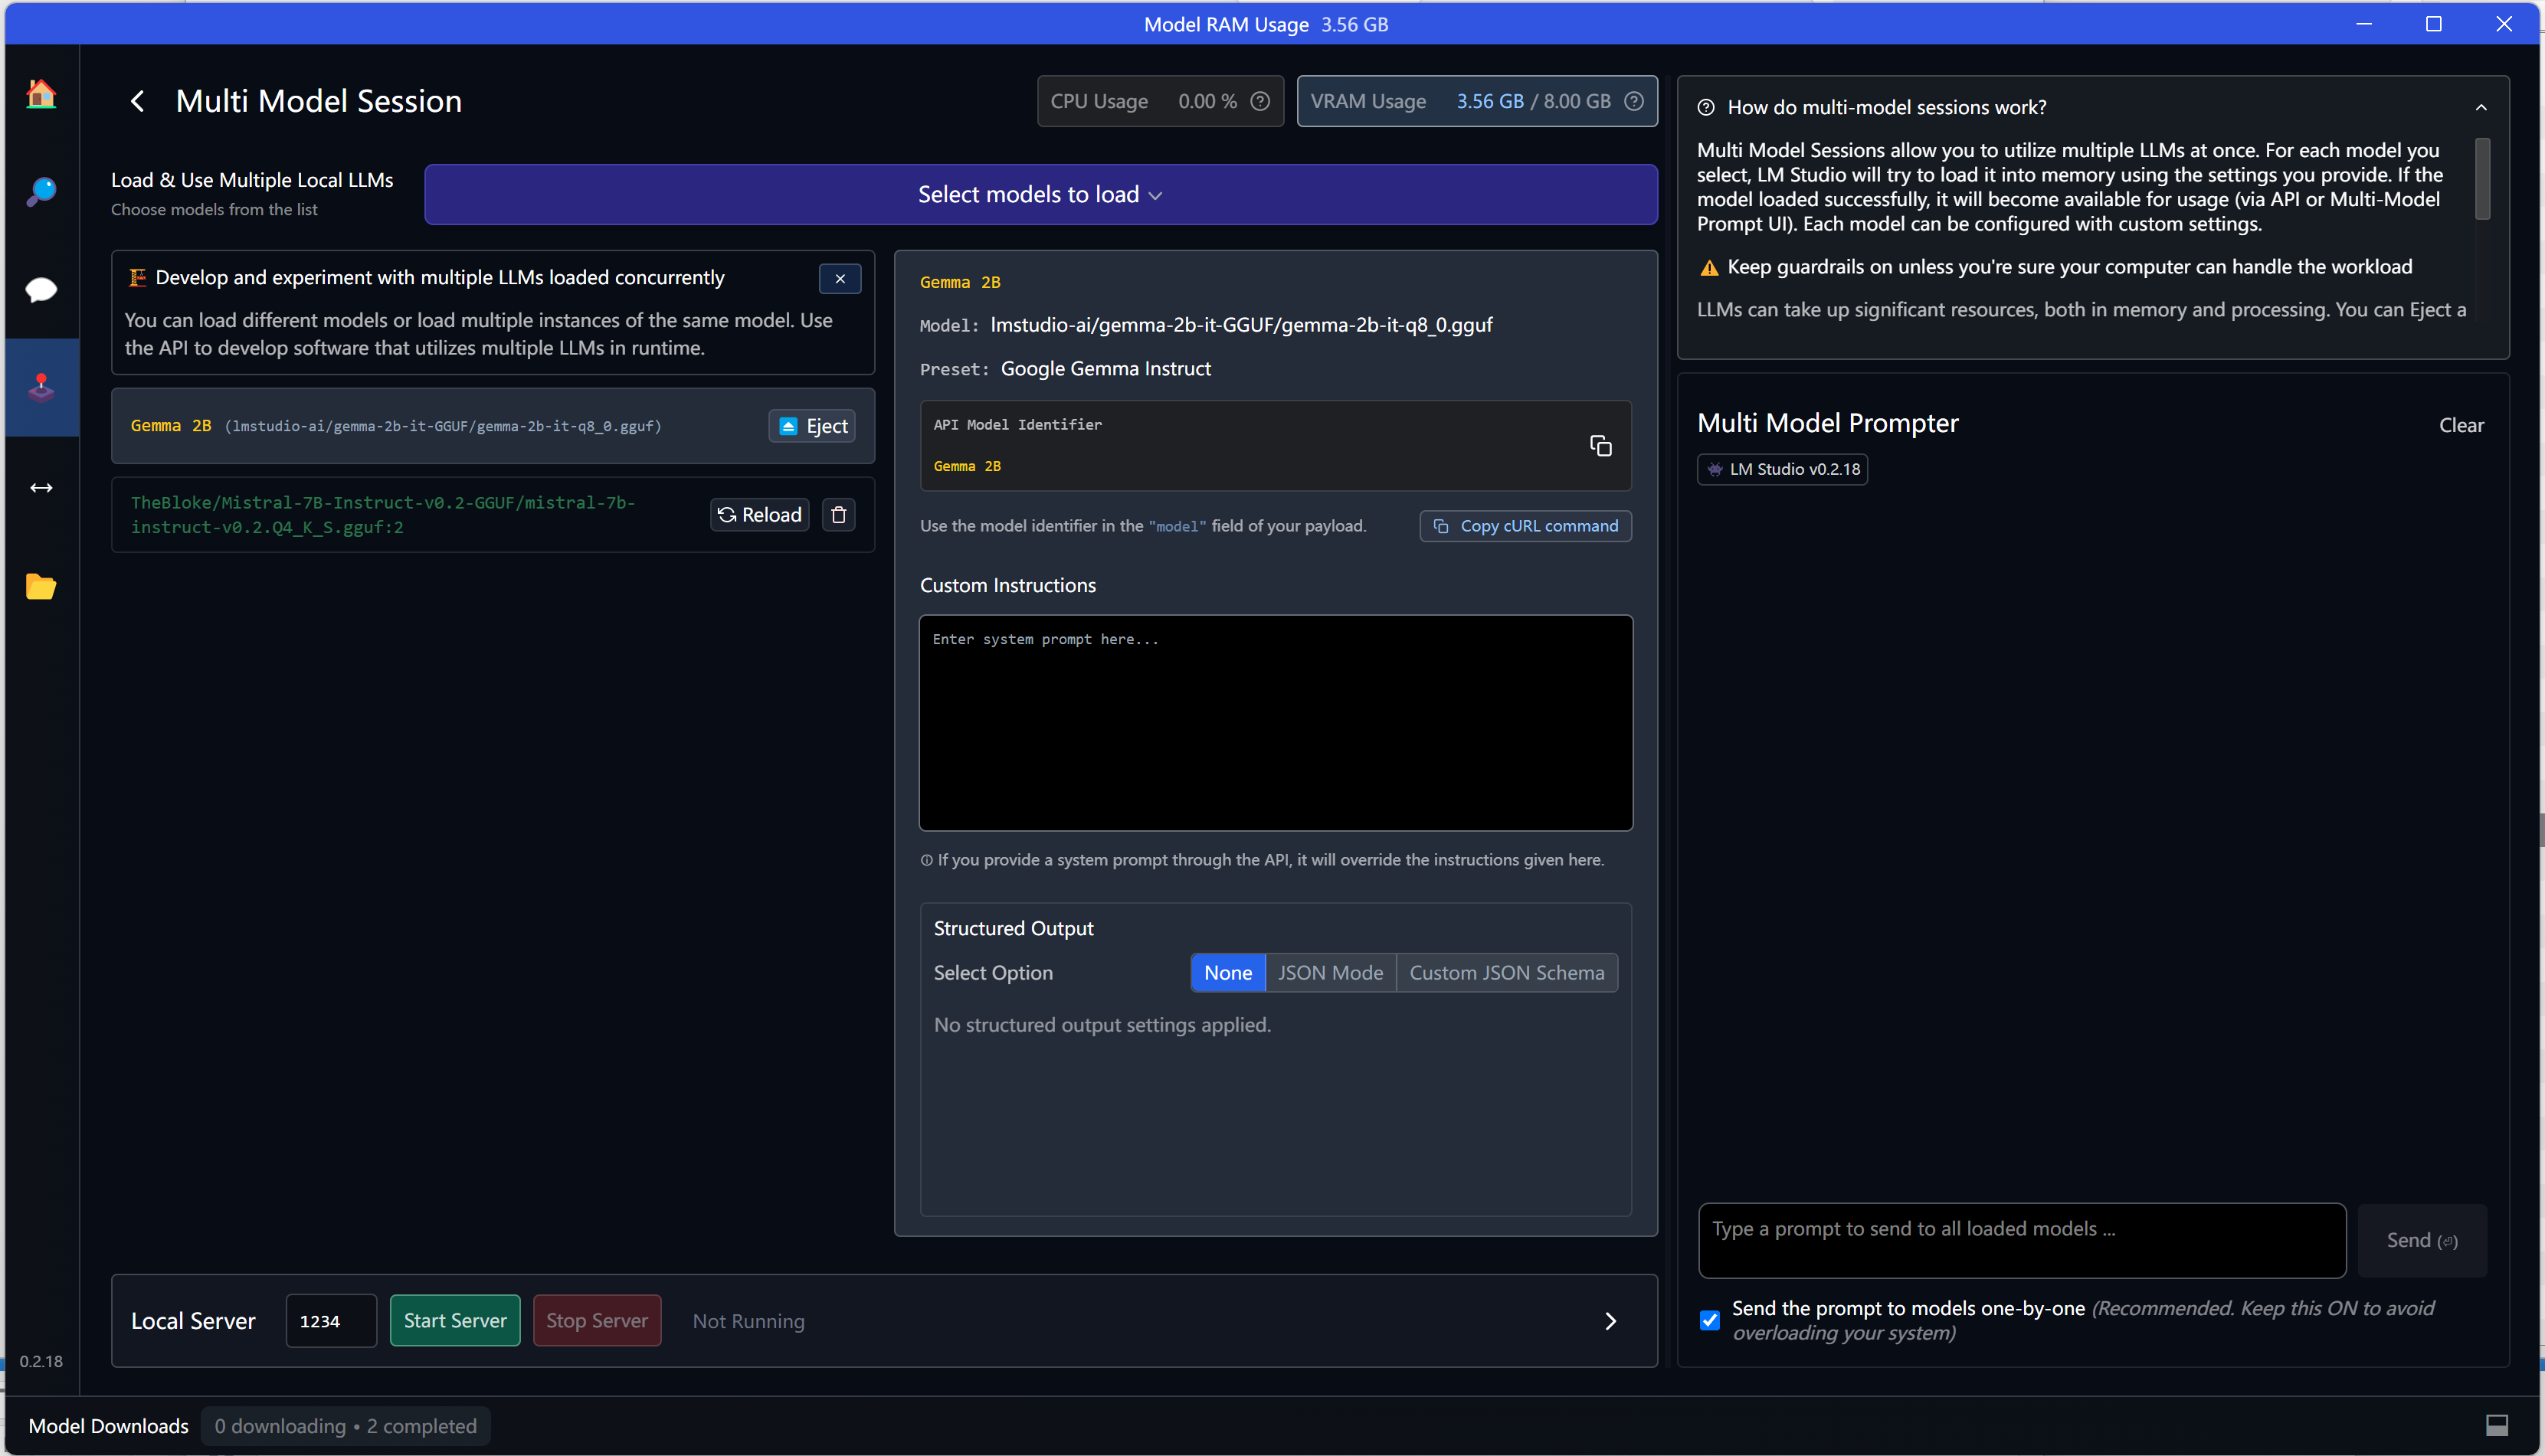 Model RAM Usage 3.56 GB
Multi Model Session
CPU Usage 0.00 %
VRAM Usage 3.56 GB / 8.00 GB
Load & Use Multiple Local LLMs
Choose models from the list
Select models to load
Develop and experiment with multiple LLMs loaded concurrently
You can load different models or load multiple instances of the same model. Use
the API to develop software that utilizes multiple LLMs in runtime.
Gemma 2B (lmstudio-ai/gemma-2b-it-GGUF/gemma-2b-it-q8_0.gguf)
Eject
TheBloke/Mistral-7B-Instruct-v0.2-GGUF/mistral-7b-
instruct-v0.2.Q4_K_S.gguf:2
Reload
Gemma 2B
Model: lmstudio-ai/gemma-2b-it-GGUF/gemma-2b-it-q8_0.gguf
Preset: Google Gemma Instruct
API Model Identifier
Gemma 2B
Use the model identifier in the "model" field of your payload.
Copy cURL command
Custom Instructions
Enter system prompt here...
If you provide a system prompt through the API, it will override the instructions given here.
Structured Output
Select Option
None
JSON Mode
Custom JSON Schema
No structured output settings applied.
Local Server
1234
Start Server
Stop Server
Not Running
How do multi-model sessions work?
Multi Model Sessions allow you to utilize multiple LLMs at once. For each model you
select, LM Studio will try to load it into memory using the settings you provide. If the
model loaded successfully, it will become available for usage (via API or Multi-Model
Prompt UI). Each model can be configured with custom settings.
Keep guardrails on unless you're sure your computer can handle the workload
LLMs can take up significant resources, both in memory and processing. You can Eject a
Multi Model Prompter
Clear
LM Studio v0.2.18
Type a prompt to send to all loaded models ...
Send (⏎)
Send the prompt to models one-by-one (Recommended. Keep this ON to avoid
overloading your system)
0.2.18
Model Downloads
0 downloading • 2 completed